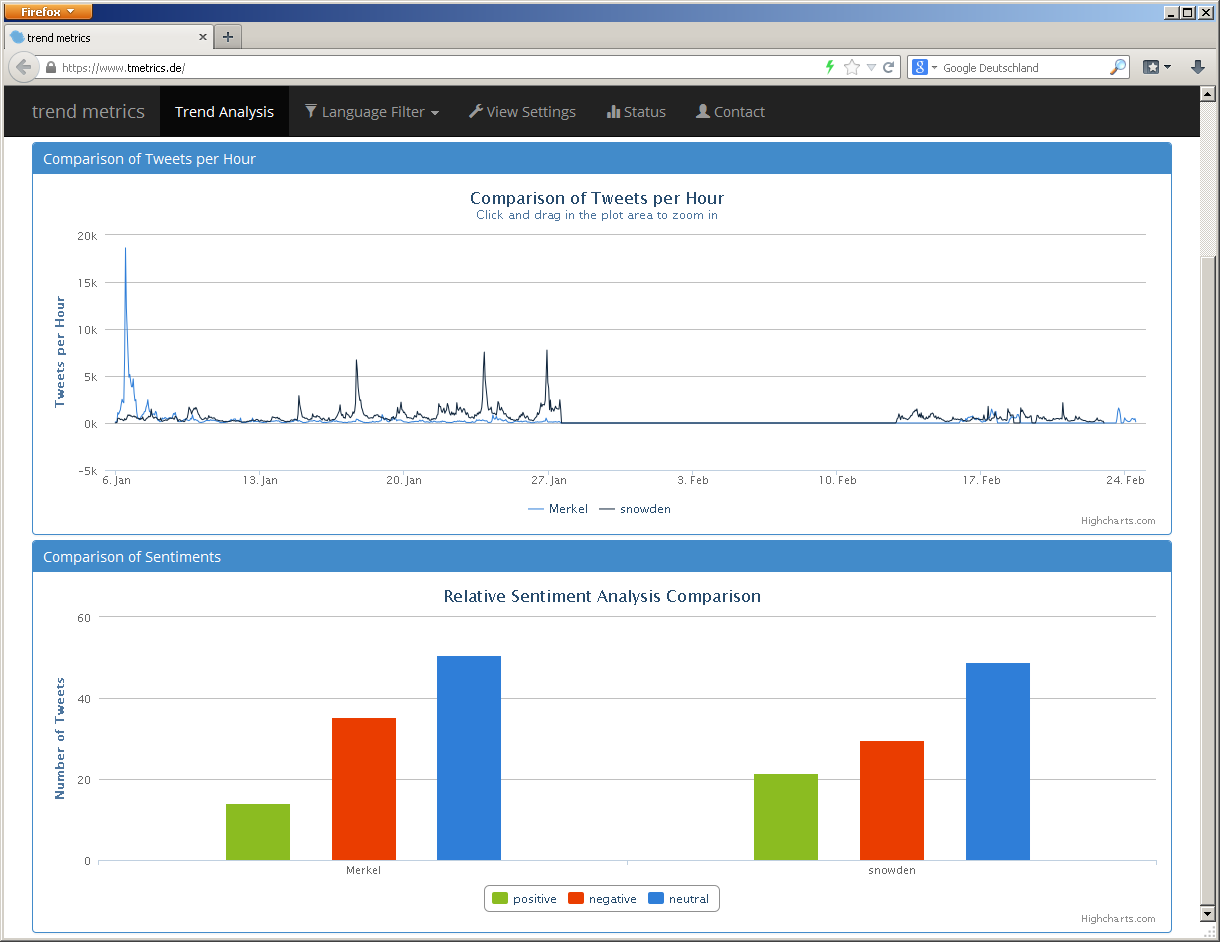 Firefox
trend metrics
https://www.tmetrics.de/
Google Deutschland
trend metrics Trend Analysis Language Filter View Settings Status Contact
Comparison of Tweets per Hour
Comparison of Tweets per Hour
Click and drag in the plot area to zoom in
Tweets per Hour
20k
15k
10k
5k
0k
-5k
6. Jan 13. Jan 20. Jan 27. Jan 3. Feb 10. Feb 17. Feb 24. Feb
Merkel snowden
Highcharts.com
Comparison of Sentiments
Relative Sentiment Analysis Comparison
Number of Tweets
60
40
20
0
Merkel snowden
positive negative neutral
Highcharts.com